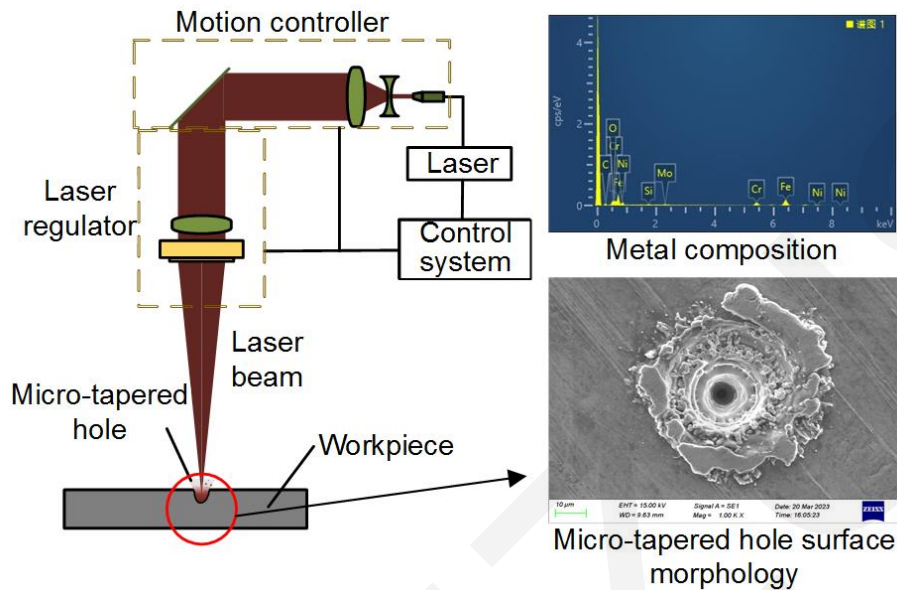 Motion controller
Laser
regulator
Laser
Control
system
Laser
beam
Micro-tapered
hole
Workpiece
谱图 1
cps/eV
4
2
0
O
Cr
C
Ni
Fe
Si
Mo
Cr
Fe
Ni
Ni
0
2
4
6
8
keV
Metal composition
10 µm
EHT = 15.00 kV
WD = 9.63 mm
Signal A = SE1
Mag = 1.00 K X
Date: 20 Mar 2023
Time: 16:05:23
ZEISS
Micro-tapered hole surface
morphology